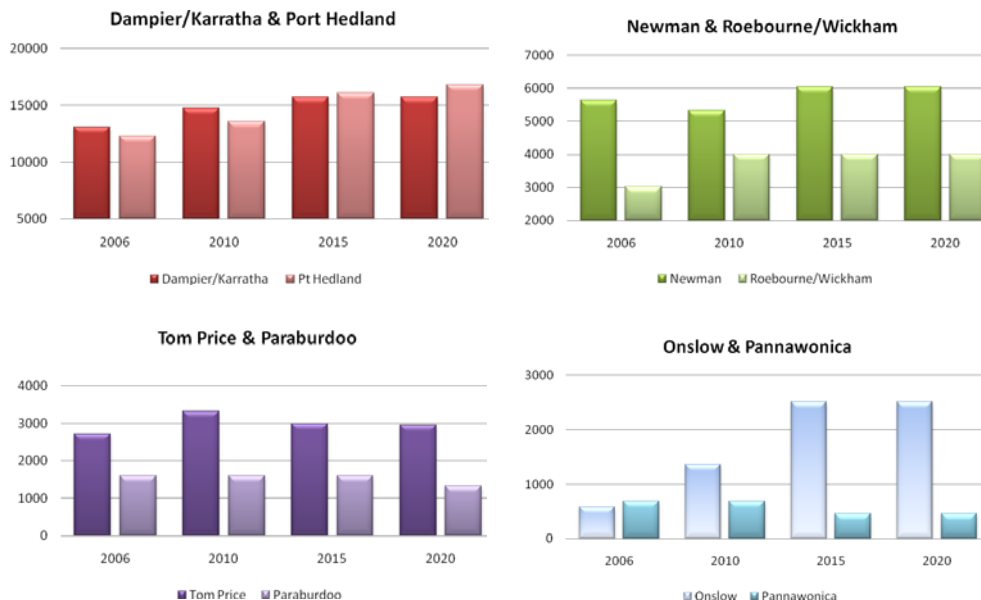 Dampier/Karratha & Port Hedland
20000
15000
10000
5000
2006 2010 2015 2020
Dampier/Karratha Pt Hedland
Newman & Roebourne/Wickham
7000
6000
5000
4000
3000
2000
2006 2010 2015 2020
Newman Roebourne/Wickham
Tom Price & Paraburdoo
4000
3000
2000
1000
0
2006 2010 2015 2020
Tom Price Paraburdoo
Onslow & Pannawonica
3000
2000
1000
0
2006 2010 2015 2020
Onslow Pannawonica